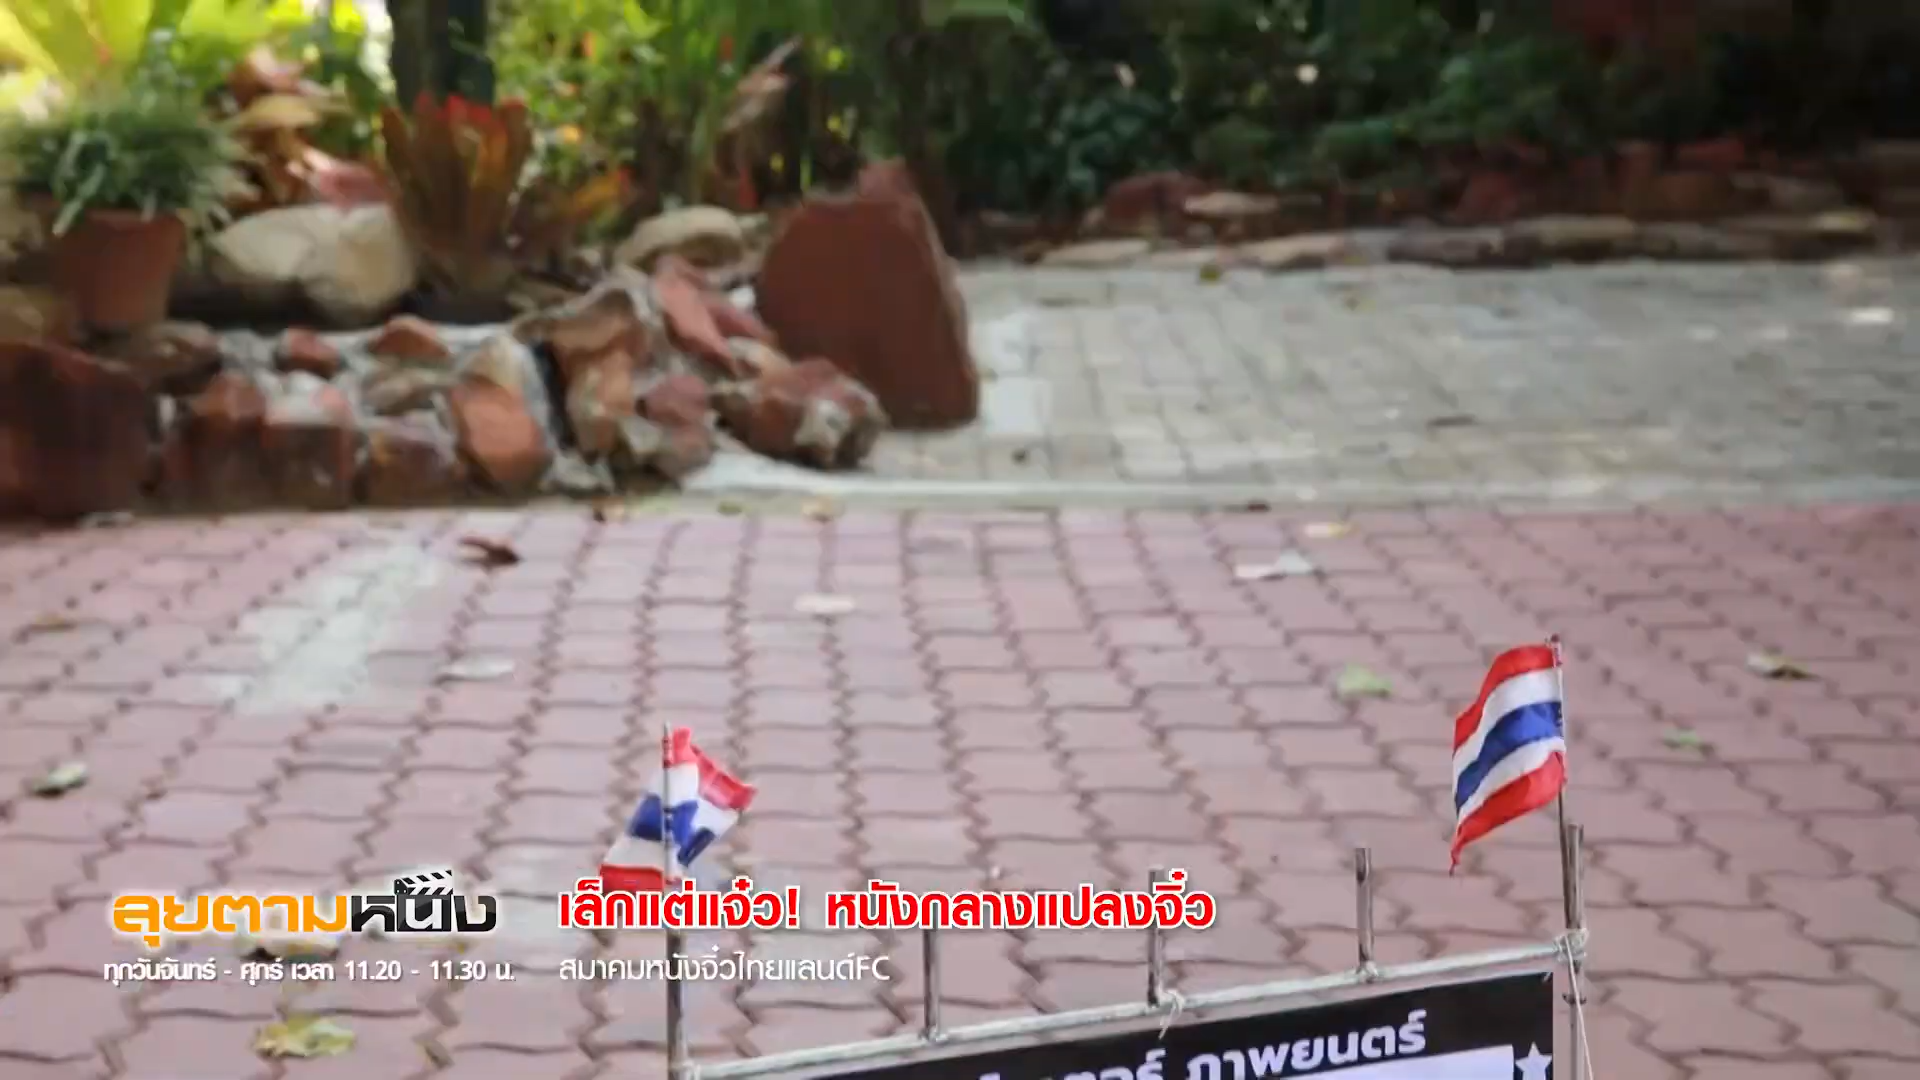 ลุยตามหนัง
ทุกวันจันทร์ - ศุกร์ เวลา 11.20 - 11.30 น.
เล็กแต่แจ๋ว! หนังกลางแปลงจิ๋ว
สมาคมหนังจิ๋วไทยแลนด์FC
ภาพยนตร์